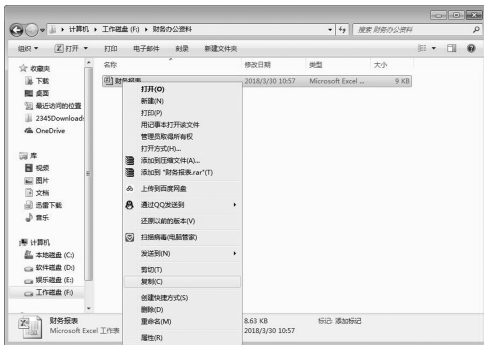 计算机 ▸ 工作磁盘 (F:) ▸ 财务办公资料
搜索 财务办公资料
组织 打开 打印 电子邮件 刻录 新建文件夹
名称 修改日期 类型 大小
财务报表 2018/3/30 10:57 Microsoft Excel ... 9 KB
收藏夹
下载
桌面
最近访问的位置
2345Downloads
OneDrive
库
视频
图片
文档
迅雷下载
音乐
计算机
本地磁盘 (C:)
软件磁盘 (D:)
娱乐磁盘 (E:)
工作磁盘 (F:)
打开(O)
新建(N)
打印(P)
用记事本打开该文件
管理员取得所有权
打开方式(H)...
添加到压缩文件(A)...
添加到 "财务报表.rar"(T)
上传到百度网盘
通过QQ发送到
还原以前的版本(V)
扫描病毒(电脑管家)
发送到(N)
剪切(T)
复制(C)
创建快捷方式(S)
删除(D)
重命名(M)
属性(R)
财务报表
Microsoft Excel 工作表
8.63 KB
2018/3/30 10:57
标记: 添加标记